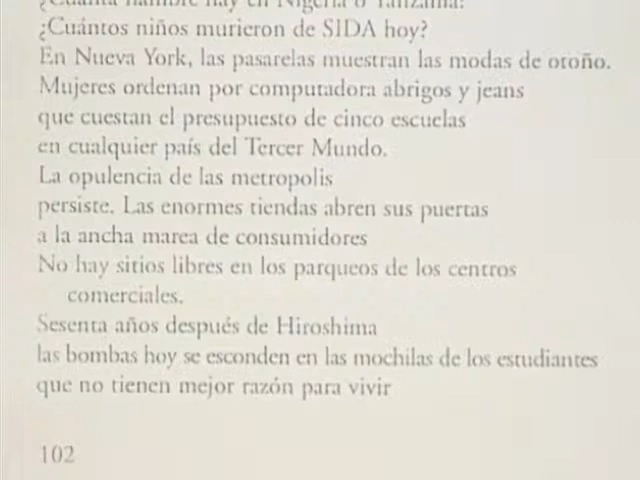 ¿Cuánta hambre hay en Nigeria o Tanzania?
¿Cuántos niños murieron de SIDA hoy?
En Nueva York, las pasarelas muestran las modas de otoño.
Mujeres ordenan por computadora abrigos y jeans
que cuestan el presupuesto de cinco escuelas
en cualquier país del Tercer Mundo.
La opulencia de las metropolis
persiste. Las enormes tiendas abren sus puertas
a la ancha marea de consumidores
No hay sitios libres en los parqueos de los centros
comerciales.
Sesenta años después de Hiroshima
las bombas hoy se esconden en las mochilas de los estudiantes
que no tienen mejor razón para vivir
102